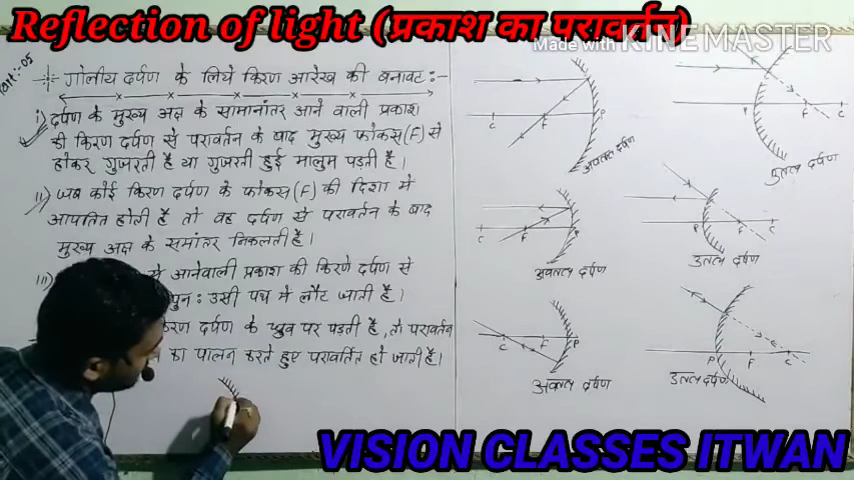 Reflection of light (प्रकाश का परावर्तन)
Made with KINEMASTER
Part:-05
गोलीय दर्पण के लिये किरण आरेख की बनावट :-
i) दर्पण के मुख्य अक्ष के सामानांतर आने वाली प्रकाश
की किरण दर्पण से परावर्तन के बाद मुख्य फोकस (F) से
होकर गुजरती है या गुजरती हुई मालुम पड़ती है।
ii) जब कोई किरण दर्पण के फोकस (F) की दिशा में
आपतित होती है तो वह दर्पण से परावर्तन के बाद
मुख्य अक्ष के समांतर निकलती है।
iii) से आनेवाली प्रकाश की किरणे दर्पण से
पुन: उसी पथ में लौट जाती है।
किरण दर्पण के ध्रुव पर पड़ती है, तो परावर्तन
का पालन करते हुए परावर्तित हो जाती है।
C F P
अवतल दर्पण
P F C
उत्तल दर्पण
C F P
अवतल दर्पण
P F C
उत्तल दर्पण
C F P
अवतल दर्पण
P F C
उत्तल दर्पण
VISION CLASSES ITWAN